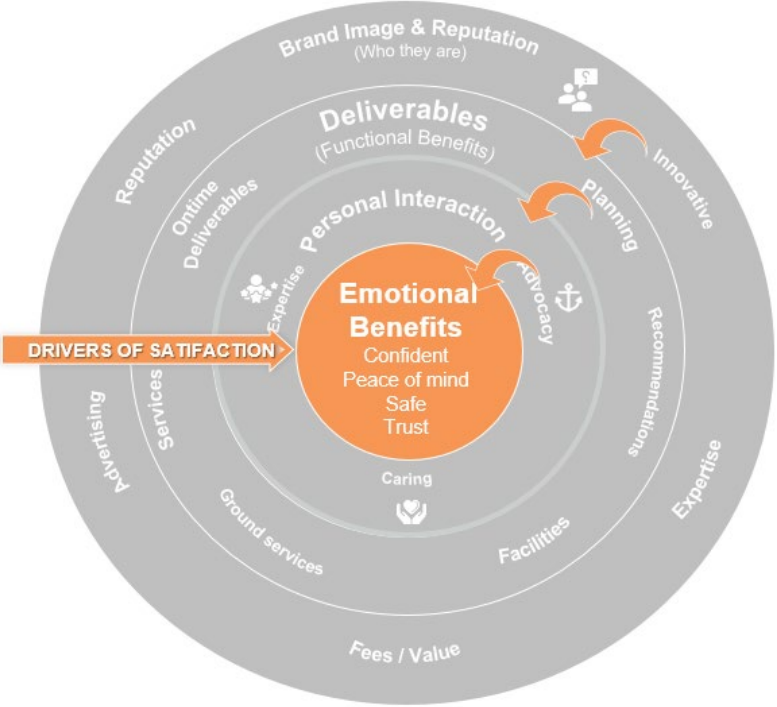 Brand Image & Reputation
(Who they are)
?
Reputation
Innovative
Deliverables
(Functional Benefits)
Ontime
Deliverables
Planning
Personal Interaction
Expertise
Advocacy
Emotional
Benefits
Confident
Peace of mind
Safe
Trust
DRIVERS OF SATIFACTION
Recommendations
Services
Advertising
Expertise
Caring
Ground services
Facilities
Fees / Value